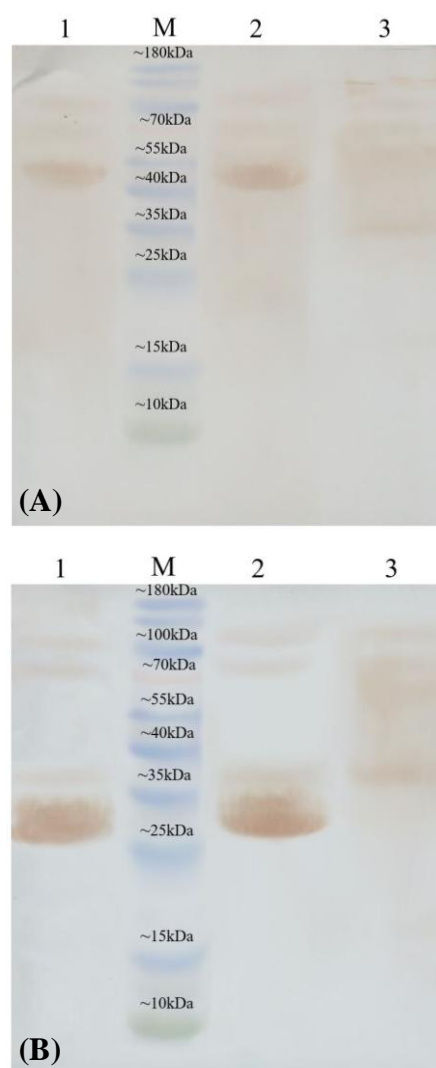 1 M 2 3
~180kDa
~70kDa
~55kDa
~40kDa
~35kDa
~25kDa
~15kDa
~10kDa
(A)
1 M 2 3
~180kDa
~100kDa
~70kDa
~55kDa
~40kDa
~35kDa
~25kDa
~15kDa
~10kDa
(B)